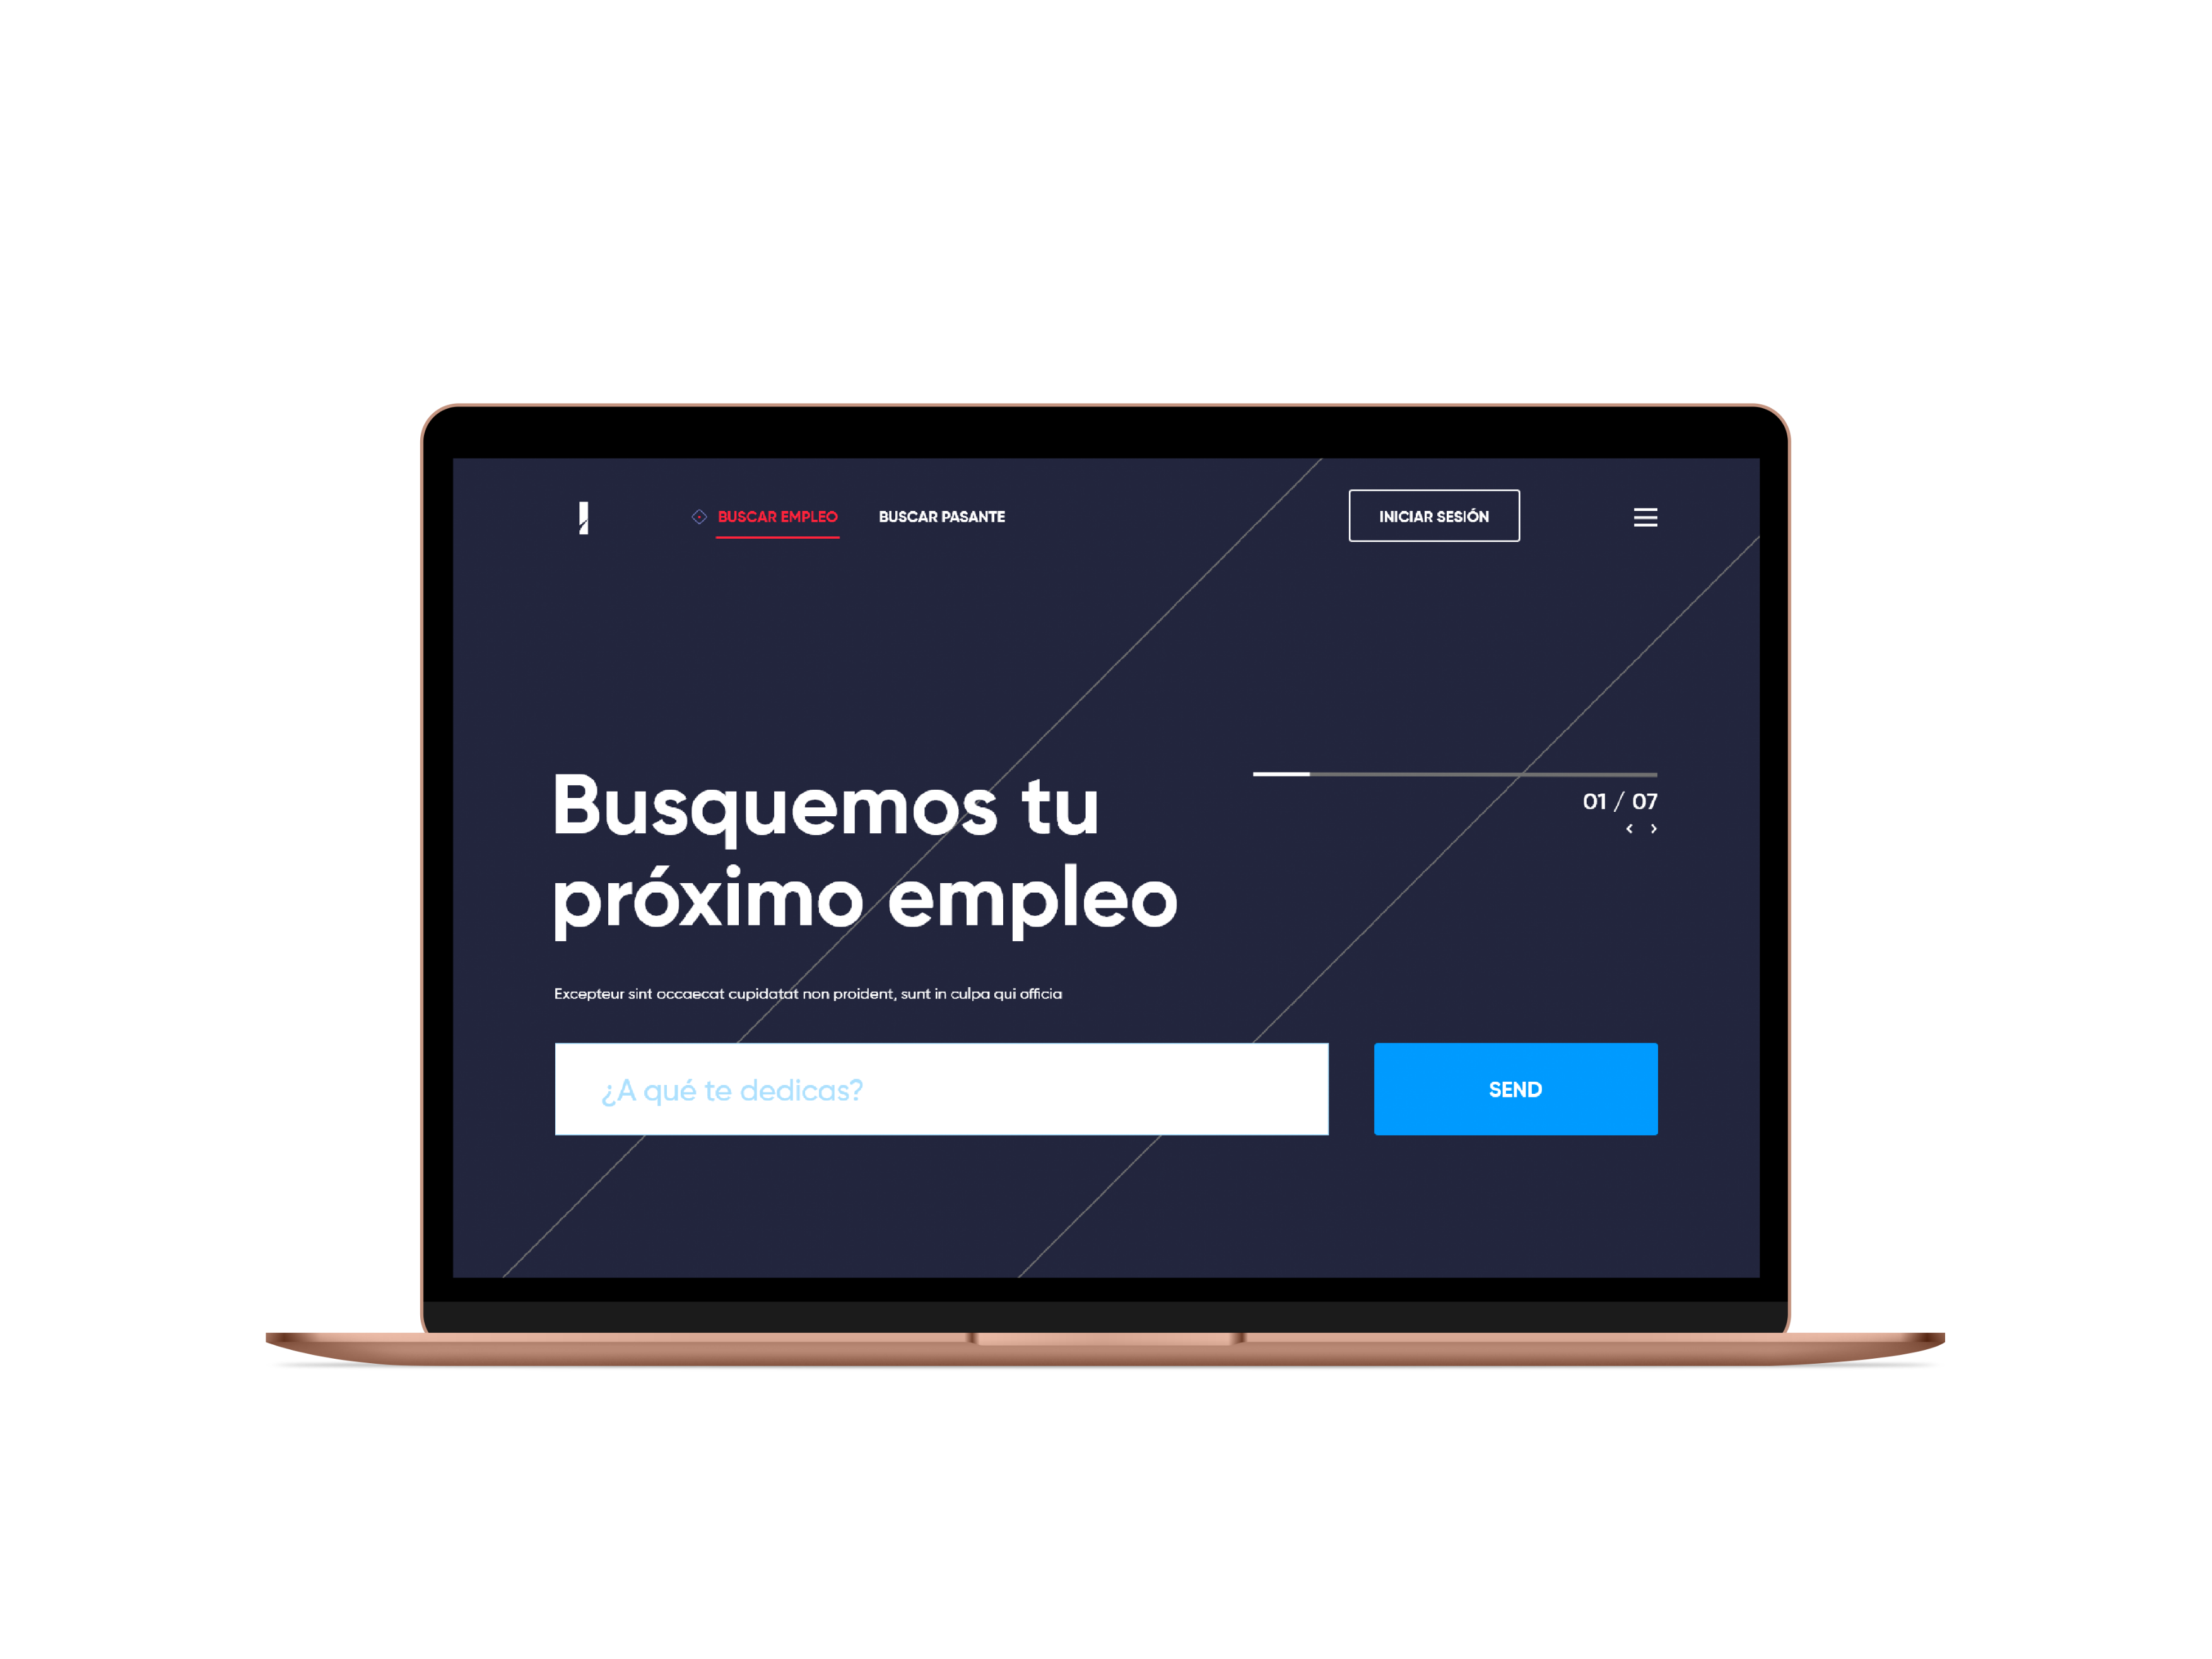 BUSCAR EMPLEO
BUSCAR PASANTE
INICIAR SESIÓN
Busquemos tu
próximo empleo
01 / 07
Excepteur sint occaecat cupidatat non proident, sunt in culpa qui officia
¿A qué te dedicas?
SEND